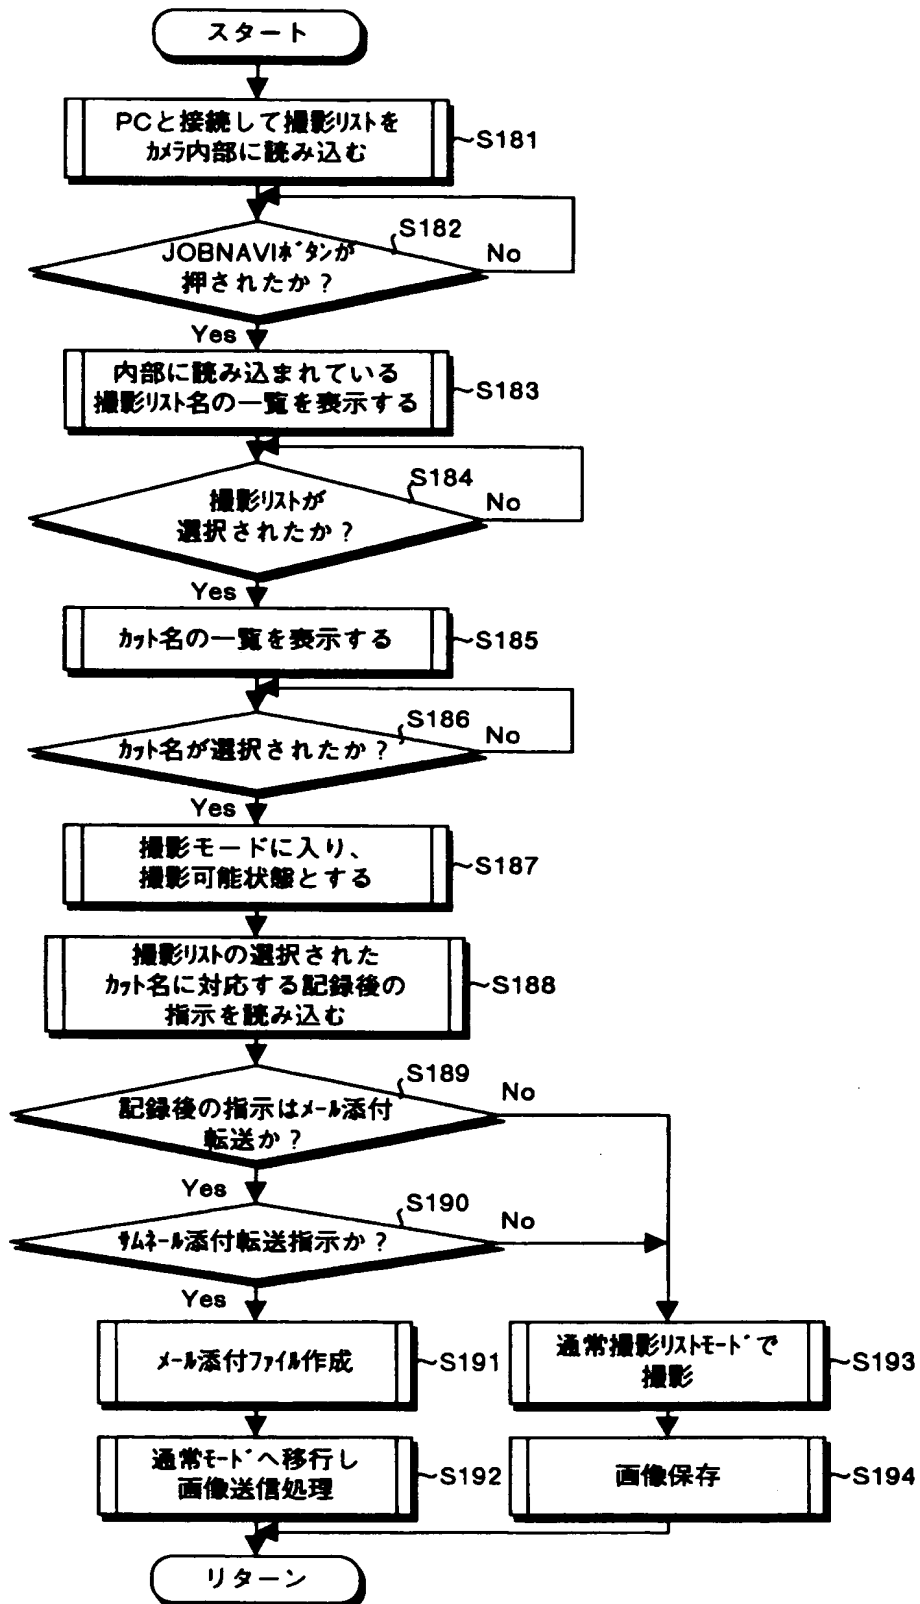 スタート
PCと接続して撮影リストを
ｶﾒﾗ内部に読み込む
S181
S182
JOBNAVIﾎﾞﾀﾝが
押されたか？
No
Yes
内部に読み込まれている
撮影ﾘｽﾄ名の一覧を表示する
S183
S184
撮影ﾘｽﾄが
選択されたか？
No
Yes
ｶｯﾄ名の一覧を表示する
S185
S186
ｶｯﾄ名が選択されたか？
No
Yes
撮影モードに入り、
撮影可能状態とする
S187
撮影ﾘｽﾄの選択された
ｶｯﾄ名に対応する記録後の
指示を読み込む
S188
S189
記録後の指示はﾒｰﾙ添付
転送か？
No
Yes
S190
ｻﾑﾈｰﾙ添付転送指示か？
No
Yes
ﾒｰﾙ添付ﾌｧｲﾙ作成
S191
通常撮影ﾘｽﾄﾓｰﾄﾞで
撮影
S193
通常ﾓｰﾄﾞへ移行し
画像送信処理
S192
画像保存
S194
リターン